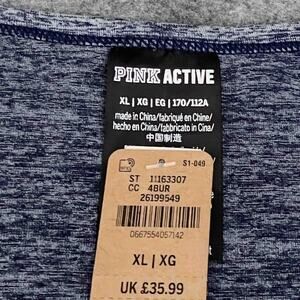 PINK ACTIVE
XL | XG | EG | 170/112A
made in China/fabriqué en Chine/
hecho en China/fabbricato in Cina/
中国制造
S1-049
ST 11163307
CC 4BUR
26199549
0667554057142
XL | XG
UK £35.99